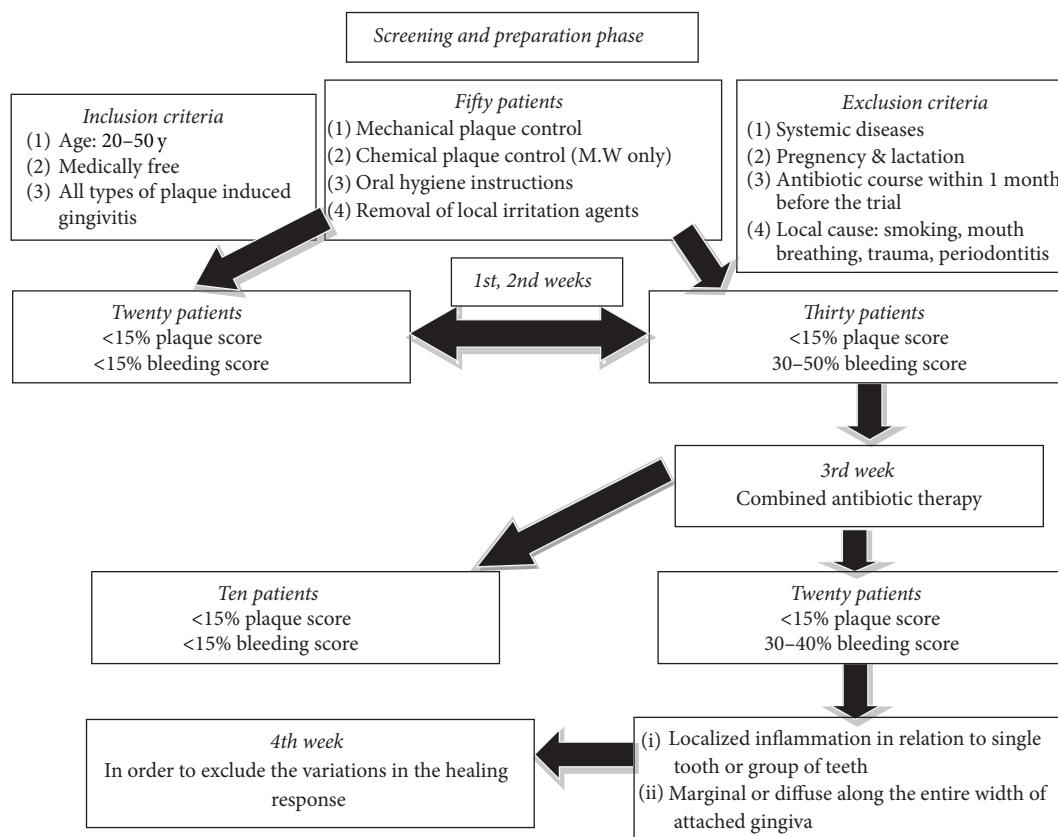 Screening and preparation phase
Inclusion criteria
(1) Age: 20–50 y
(2) Medically free
(3) All types of plaque induced
gingivitis
Fifty patients
(1) Mechanical plaque control
(2) Chemical plaque control (M.W only)
(3) Oral hygiene instructions
(4) Removal of local irritation agents
Exclusion criteria
(1) Systemic diseases
(2) Pregnancy & lactation
(3) Antibiotic course within 1 month
before the trial
(4) Local cause: smoking, mouth
breathing, trauma, periodontitis
1st, 2nd weeks
Twenty patients
<15% plaque score
<15% bleeding score
Thirty patients
<15% plaque score
30–50% bleeding score
3rd week
Combined antibiotic therapy
Ten patients
<15% plaque score
<15% bleeding score
Twenty patients
<15% plaque score
30–40% bleeding score
4th week
In order to exclude the variations in the healing
response
(i) Localized inflammation in relation to single
tooth or group of teeth
(ii) Marginal or diffuse along the entire width of
attached gingiva